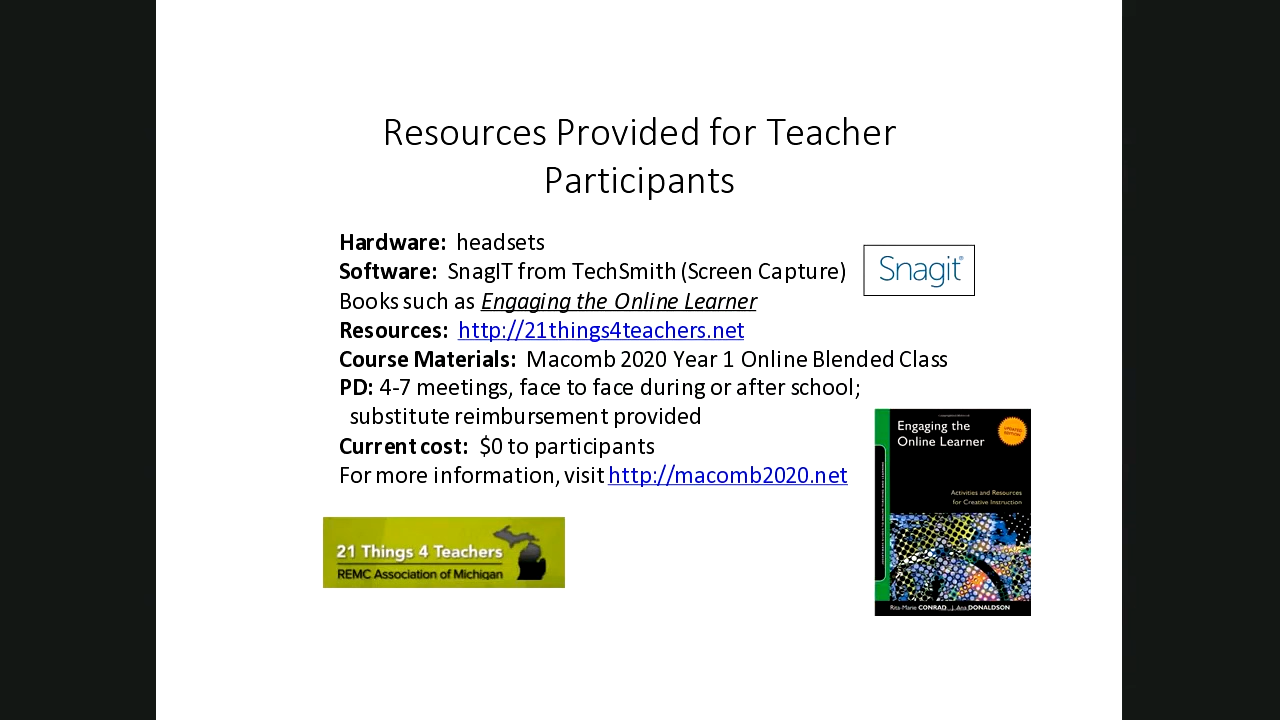 Resources Provided for Teacher
Participants
Hardware: headsets
Software: SnagIT from TechSmith (Screen Capture)
Snagit®
Books such as Engaging the Online Learner
Resources: http://21things4teachers.net
Course Materials: Macomb 2020 Year 1 Online Blended Class
PD: 4-7 meetings, face to face during or after school;
substitute reimbursement provided
Current cost: $0 to participants
For more information, visit http://macomb2020.net
21 Things 4 Teachers
REMC Association of Michigan
Engaging the
Online Learner
UPDATED
EDITION
Activities and Resources
for Creative Instruction
Rita-Marie CONRAD J. Ana DONALDSON